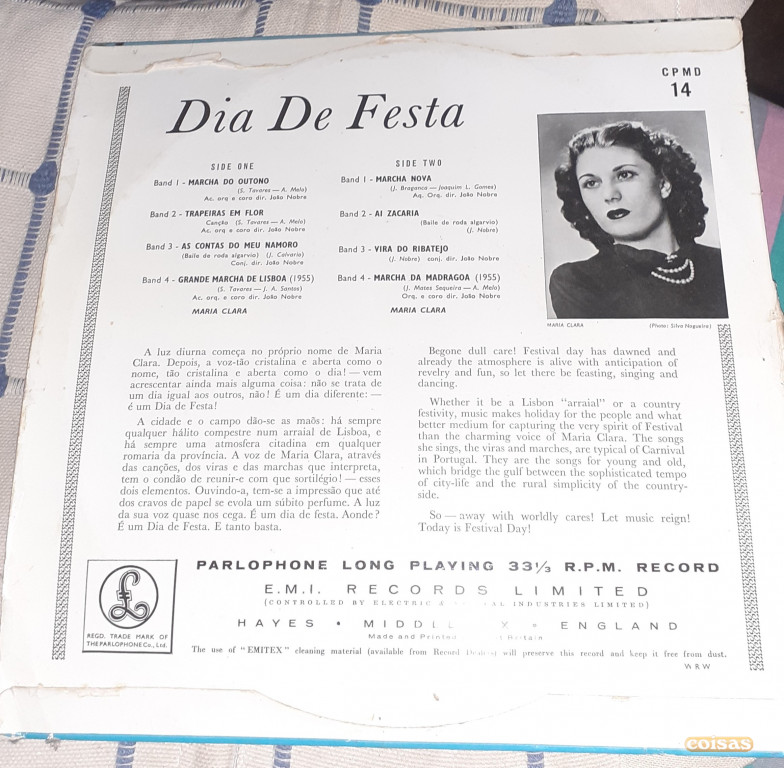 CPMD
14
Dia De Festa
SIDE ONE
Band 1 - MARCHA DO OUTONO
(S. Tavares — A. Melo)
Ac. orq e coro dir. João Nobre
Band 2 - TRAPEIRAS EM FLOR
Canção (S. Tavares — A. Melo)
Ac. orq e coro dir. João Nobre
Band 3 - AS CONTAS DO MEU NAMORO
(Baile de roda algarvio) (J. Calvario)
Conj. dir. João Nobre
Band 4 - GRANDE MARCHA DE LISBOA (1955)
(S. Tavares — J. A. Santos)
Ac. orq. e coro dir. João Nobre
MARIA CLARA
SIDE TWO
Band 1 - MARCHA NOVA
(J. Bragança — Joaquim L. Gomes)
Aq. Orq. dir. João Nobre
Band 2 - AI ZACARIA
(Baile de roda algarvio)
(J. Nobre)
Band 3 - VIRA DO RIBATEJO
(J. Nobre) conj. dir. João Nobre
Band 4 - MARCHA DA MADRAGOA (1955)
(J. Matos Sequeira — A. Melo)
Orq. e coro dir. João Nobre
MARIA CLARA
MARIA CLARA
(Photo: Silva Nogueira)
A luz diurna começa no próprio nome de Maria
Clara. Depois, a voz-tão cristalina e aberta como o
nome, tão cristalina e aberta como o dia! — vem
acrescentar ainda mais alguma coisa: não se trata de
um dia igual aos outros, não! É um dia diferente: —
é um Dia de Festa!
A cidade e o campo dão-se as maõs: há sempre
qualquer hálito campestre num arraial de Lisboa, e
há sempre uma atmosfera citadina em qualquer
romaria da província. A voz de Maria Clara, através
das canções, dos viras e das marchas que interpreta,
tem o condão de reunir-e com que sortilégio! — esses
dois elementos. Ouvindo-a, tem-se a impressão que até
dos cravos de papel se evola um súbito perfume. A luz
da sua voz quase nos cega. É um dia de festa. Aonde?
É um Dia de Festa. E tanto basta.
Begone dull care! Festival day has dawned and
already the atmosphere is alive with anticipation of
revelry and fun, so let there be feasting, singing and
dancing.
Whether it be a Lisbon "arraial" or a country
festivity, music makes holiday for the people and what
better medium for capturing the very spirit of Festival
than the charming voice of Maria Clara. The songs
she sings, the viras and marches, are typical of Carnival
in Portugal. They are the songs for young and old,
which bridge the gulf between the sophisticated tempo
of city-life and the rural simplicity of the country-
side.
So — away with worldly cares! Let music reign!
Today is Festival Day!
£
REGD. TRADE MARK OF
THE PARLOPHONE Co., Ltd.
PARLOPHONE LONG PLAYING 33⅓ R.P.M. RECORD
E.M.I. RECORDS LIMITED
(CONTROLLED BY ELECTRIC & INDUSTRIES LIMITED)
HAYES • • ENGLAND
Made and Printed
The use of "EMITEX" cleaning material (available from Record will preserve this record and keep it free from dust.
WRW
coisas